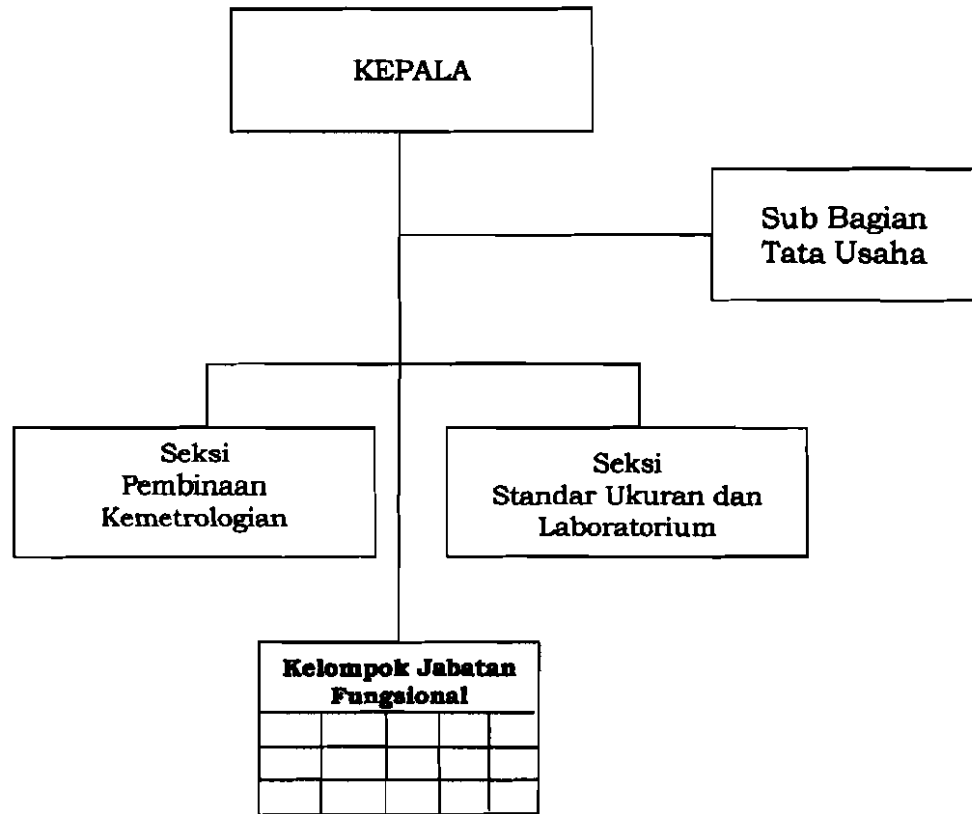 KEPALA
Sub Bagian
Tata Usaha
Seksi
Pembinaan
Kemetrologian
Seksi
Standar Ukuran dan
Laboratorium
Kelompok Jabatan
Fungsional